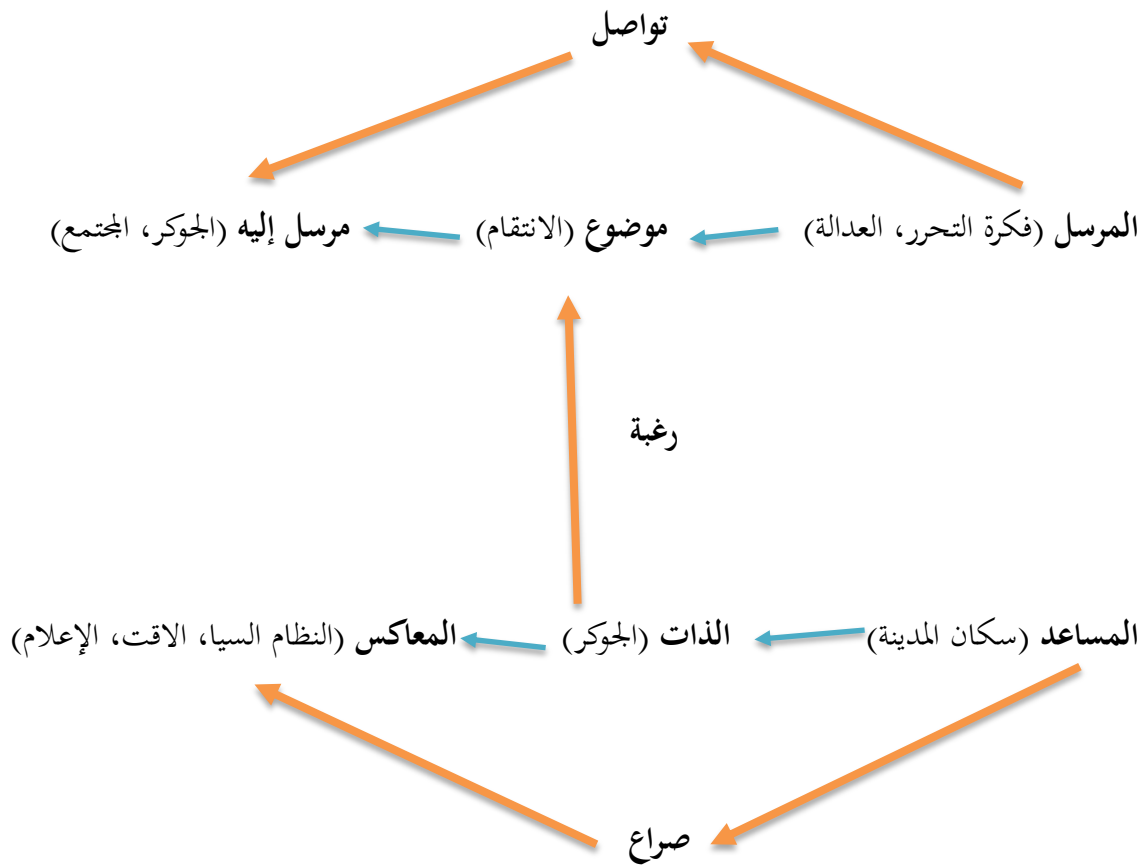 تواصل
المرسل (فكرة التحرر، العدالة) موضوع (الانتقام) مرسل إليه (الجوكر، المجتمع)
رغبة
المساعد (سكان المدينة) الذات (الجوكر) المعاكس (النظام السيا، الاقت، الإعلام)
صراع